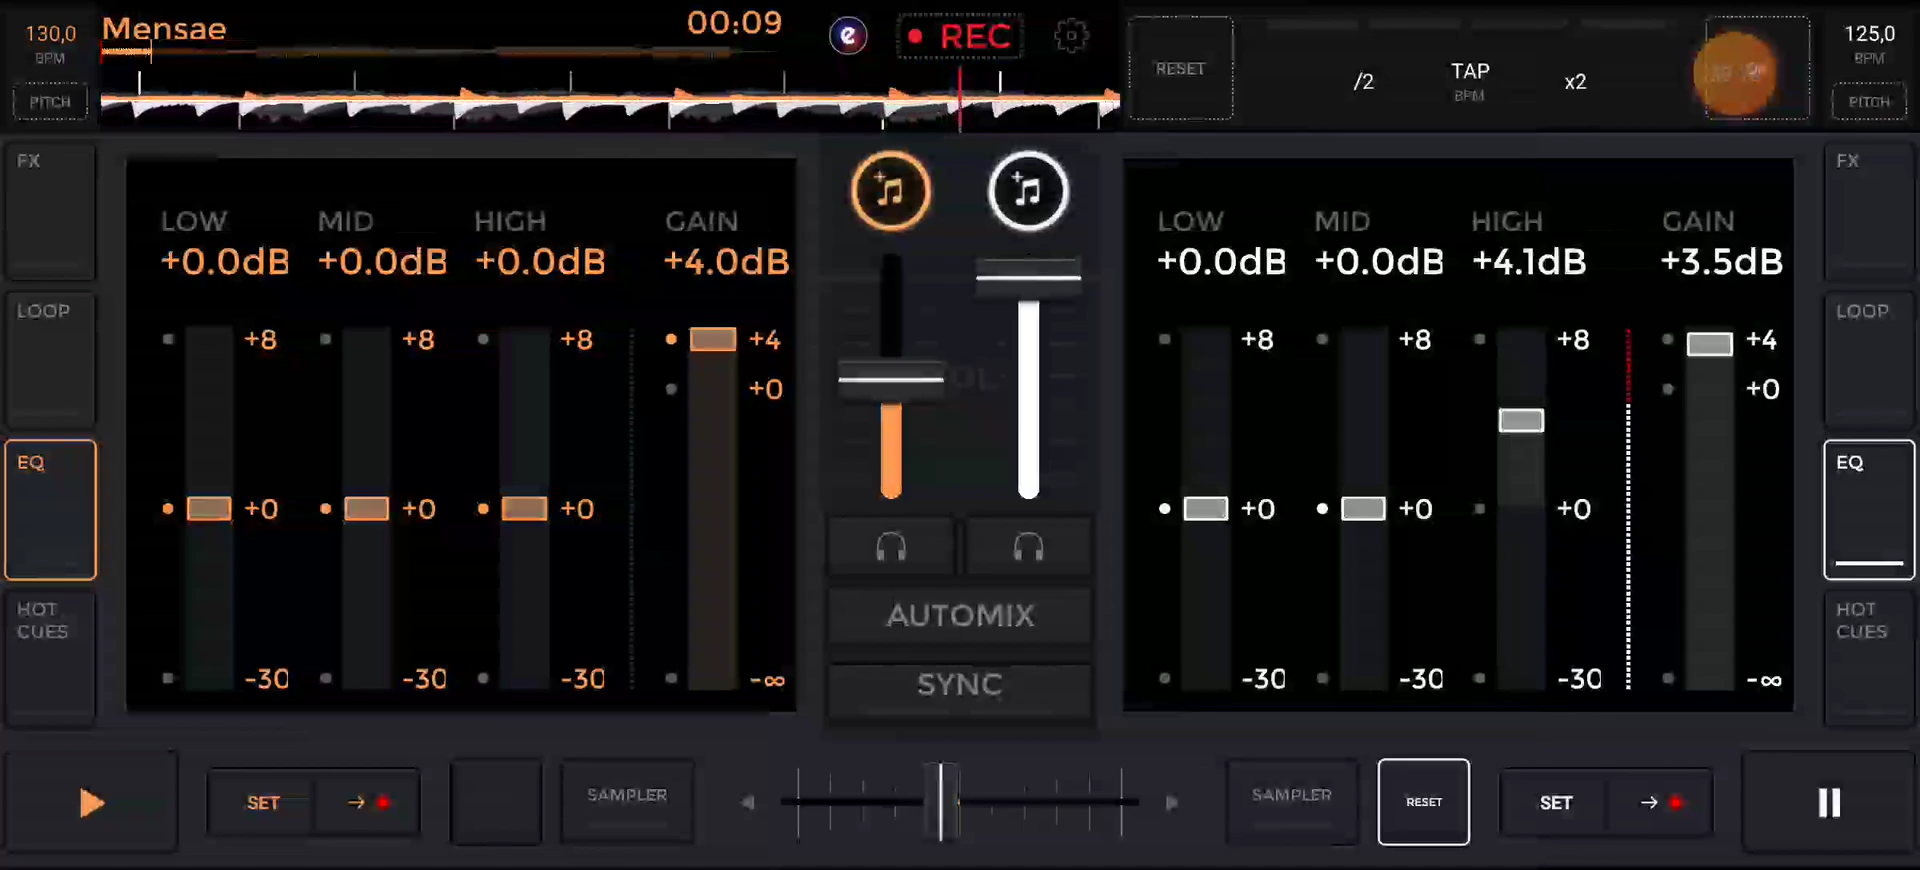 130,0
BPM
PITCH
Mensae
00:09
e
REC
RESET
/2
TAP
BPM
x2
125,0
BPM
PITCH
FX
LOOP
EQ
HOT
CUES
LOW MID HIGH GAIN
+0.0dB +0.0dB +0.0dB +4.0dB
+8 +8 +8 +4
+0
+0 +0 +0
-30 -30 -30 -∞
AUTOMIX
SYNC
LOW MID HIGH GAIN
+0.0dB +0.0dB +4.1dB +3.5dB
+8 +8 +8 +4
+0
+0 +0 +0
-30 -30 -30 -∞
FX
LOOP
EQ
HOT
CUES
SET
SAMPLER
SAMPLER
RESET
SET